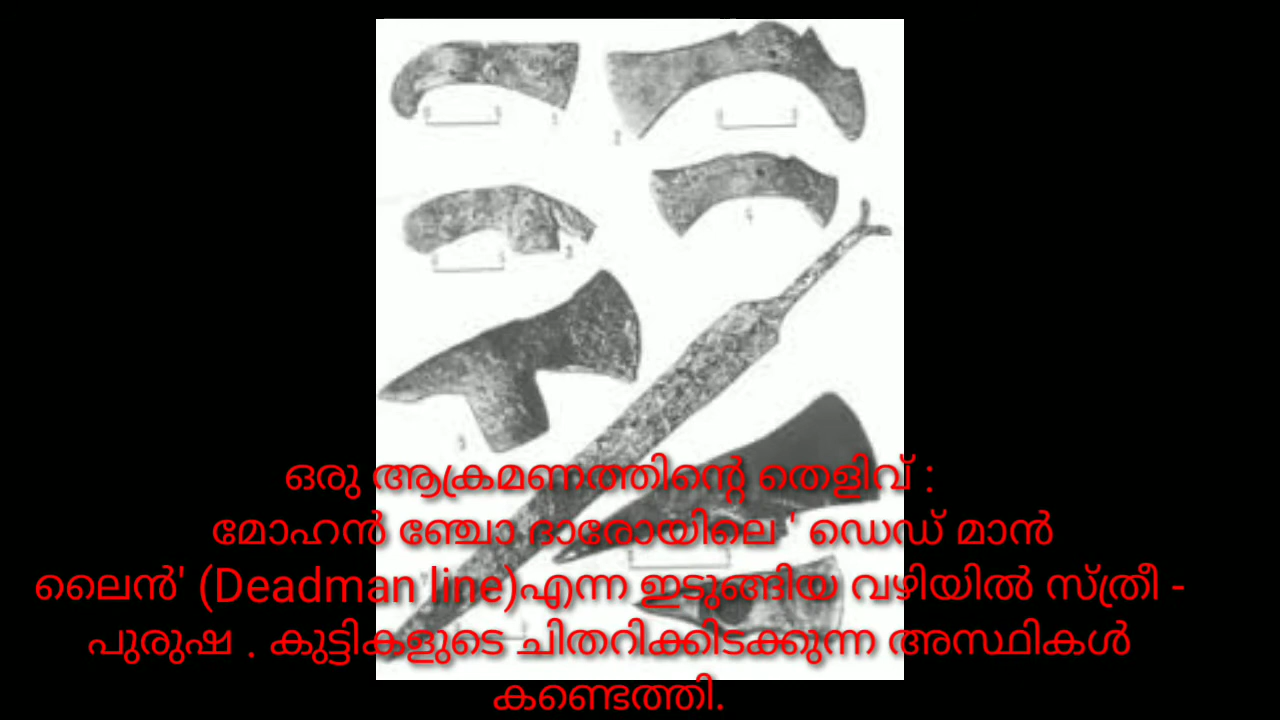 ഒരു ആക്രമണത്തിന്റെ തെളിവ് :
മോഹൻ ഞ്ചോ ദാരോയിലെ ' ഡെഡ് മാൻ
ലൈൻ' (Deadman line)എന്ന ഇടുങ്ങിയ വഴിയിൽ സ്ത്രീ -
പുരുഷ . കുട്ടികളുടെ ചിതറിക്കിടക്കുന്ന അസ്ഥികൾ
കണ്ടെത്തി.